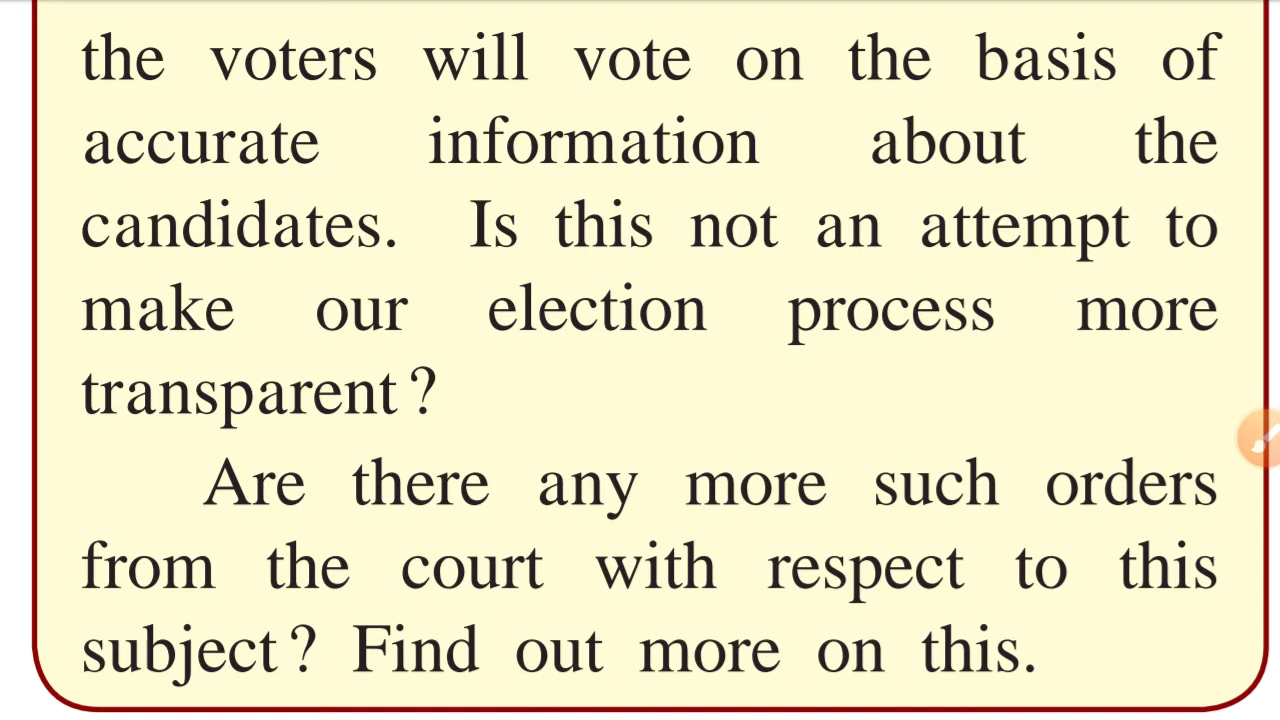 the voters will vote on the basis of
accurate information about the
candidates. Is this not an attempt to
make our election process more
transparent ?
Are there any more such orders
from the court with respect to this
subject ? Find out more on this.